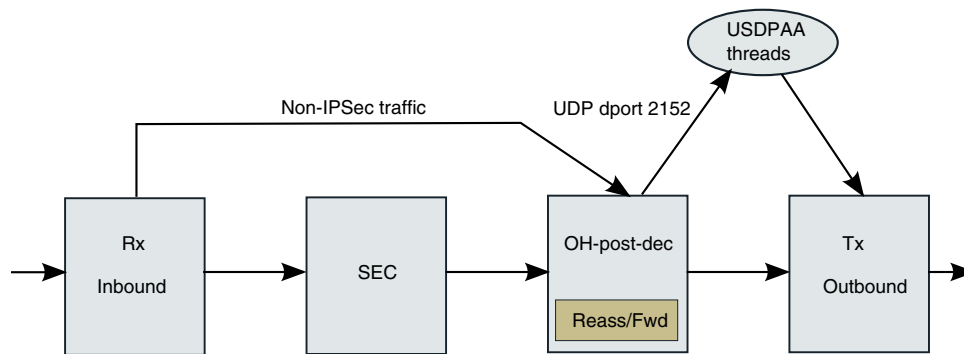 USDPAA
threads
Non-IPSec traffic
UDP dport 2152
Rx
Inbound
SEC
OH-post-dec
Reass/Fwd
Tx
Outbound